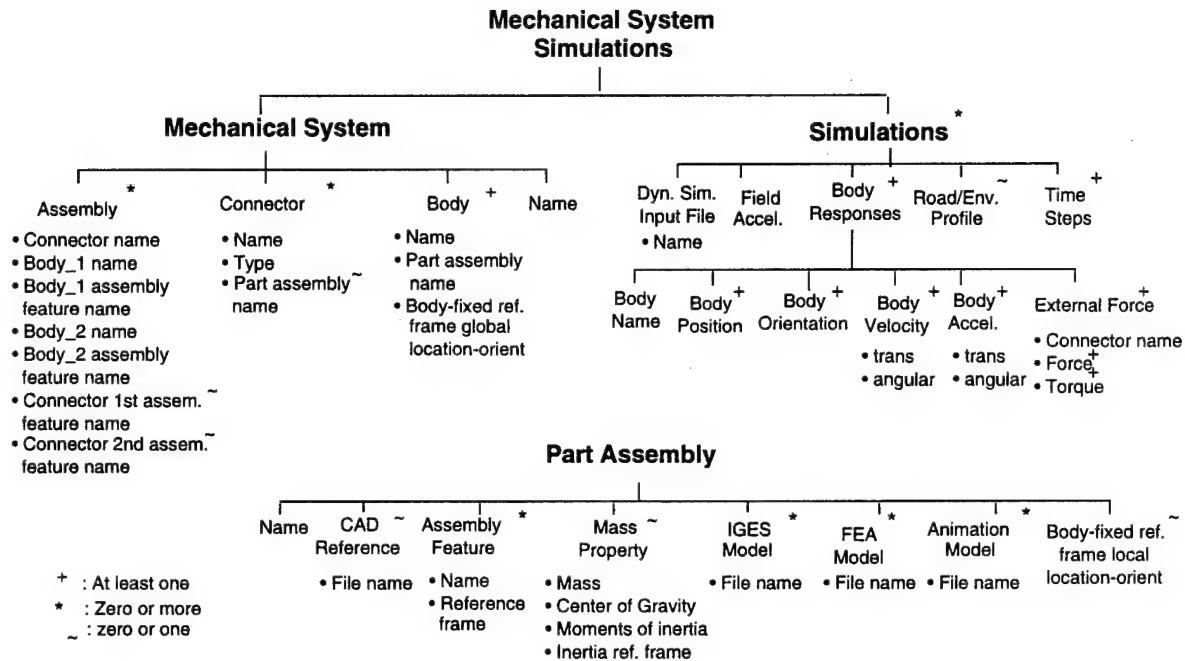 Mechanical System
Simulations
Mechanical System
Simulations *
Assembly *
• Connector name
• Body_1 name
• Body_1 assembly
feature name
• Body_2 name
• Body_2 assembly
feature name
• Connector 1st assem. ~
feature name
• Connector 2nd assem. ~
feature name
Connector *
• Name
• Type
• Part assembly ~
name
Body +
• Name
• Part assembly
name
• Body-fixed ref.
frame global
location-orient
Name
Dyn. Sim.
Input File
• Name
Field
Accel.
Body +
Responses
Road/Env. ~
Profile
Time +
Steps
Body
Name
Body +
Position
Body +
Orientation
Body +
Velocity
• trans
• angular
Body +
Accel.
• trans
• angular
External Force +
• Connector name
• Force +
• Torque +
Part Assembly
Name
CAD ~
Reference
• File name
Assembly *
Feature
• Name
• Reference
frame
Mass ~
Property
• Mass
• Center of Gravity
• Moments of inertia
• Inertia ref. frame
IGES *
Model
• File name
FEA *
Model
• File name
Animation *
Model
• File name
Body-fixed ref. ~
frame local
location-orient
+ : At least one
* : Zero or more
~ : zero or one